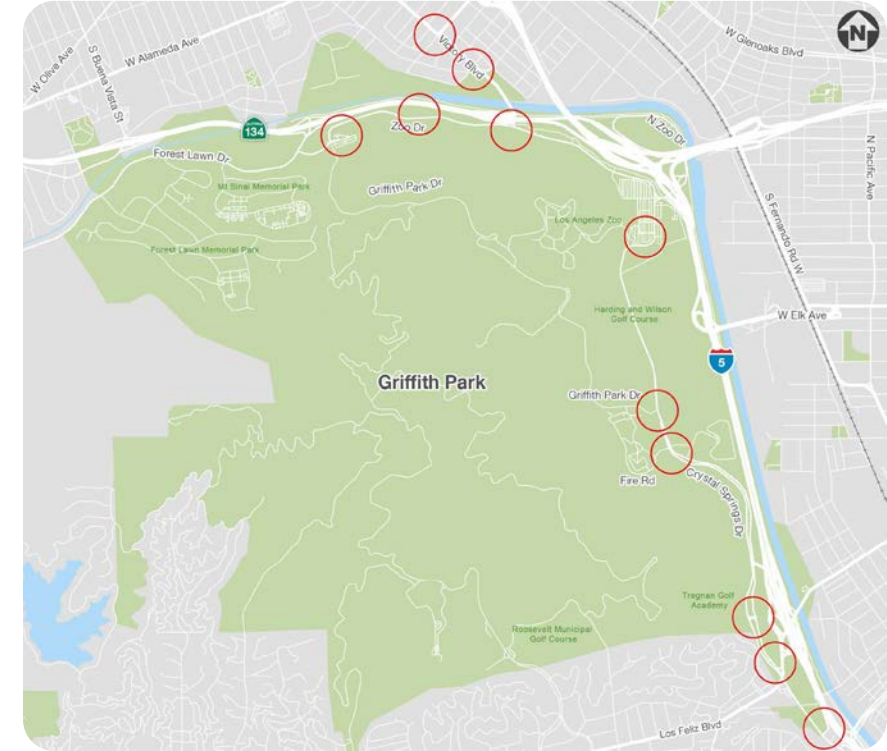 N
Victory Blvd
W Glenoaks Blvd
W Olive Ave
S Buena Vista St
W Alameda Ave
CALIFORNIA
134
Zoo Dr
N Zoo Dr
Forest Lawn Dr
N Pacific Ave
Mt Sinai Memorial Park
Griffith Park Dr
S Fernando Rd W
Los Angeles Zoo
Forest Lawn Memorial Park
Harding and Wilson
Golf Course
W Elk Ave
5
Griffith Park
Griffith Park Dr
Fire Rd
Crystal Springs Dr
Tregnan Golf
Academy
Roosevelt Municipal
Golf Course
Los Feliz Blvd